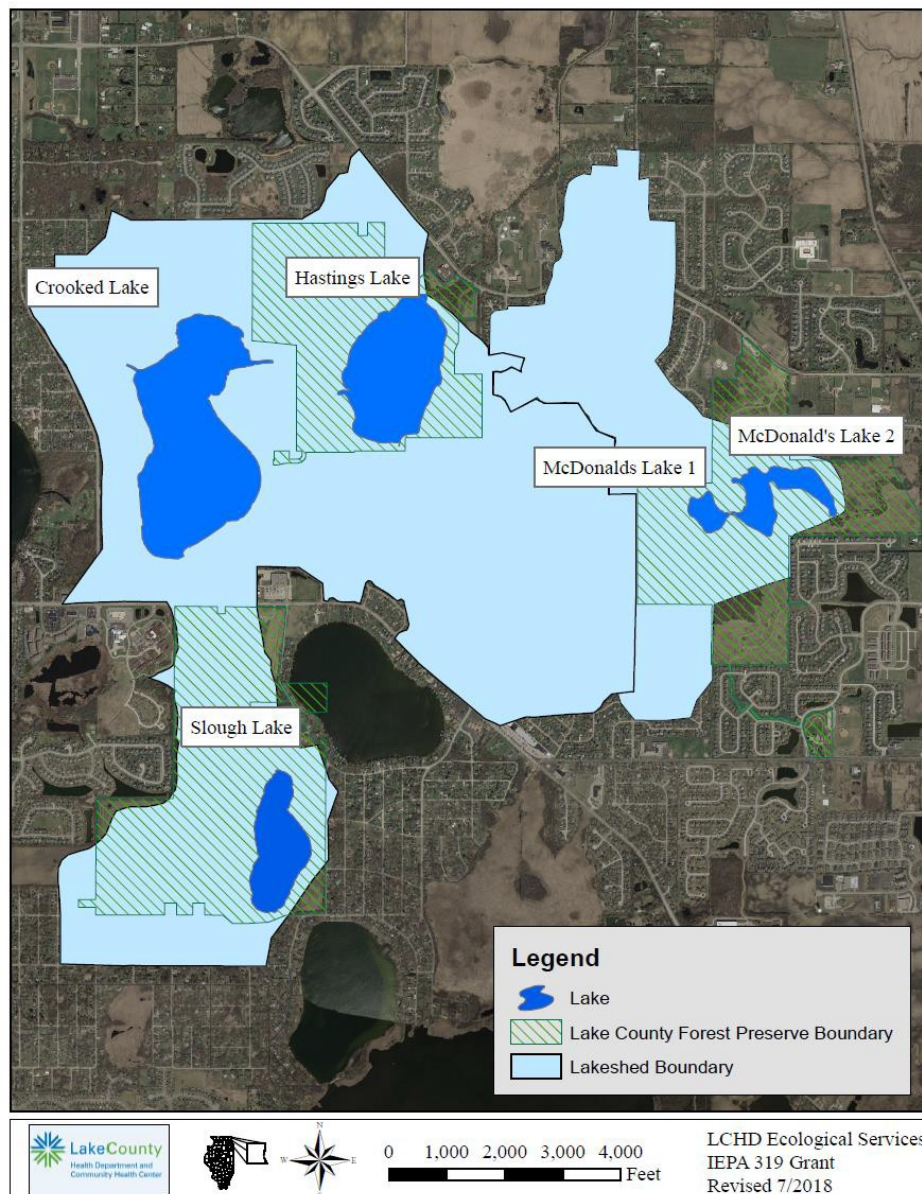 Crooked Lake
Hastings Lake
McDonalds Lake 1
McDonald's Lake 2
Slough Lake
Legend
Lake
Lake County Forest Preserve Boundary
Lakeshed Boundary
LakeCounty
Health Department and
Community Health Center
N
W
E
S
0 1,000 2,000 3,000 4,000
Feet
LCHD Ecological Services
IEPA 319 Grant
Revised 7/2018